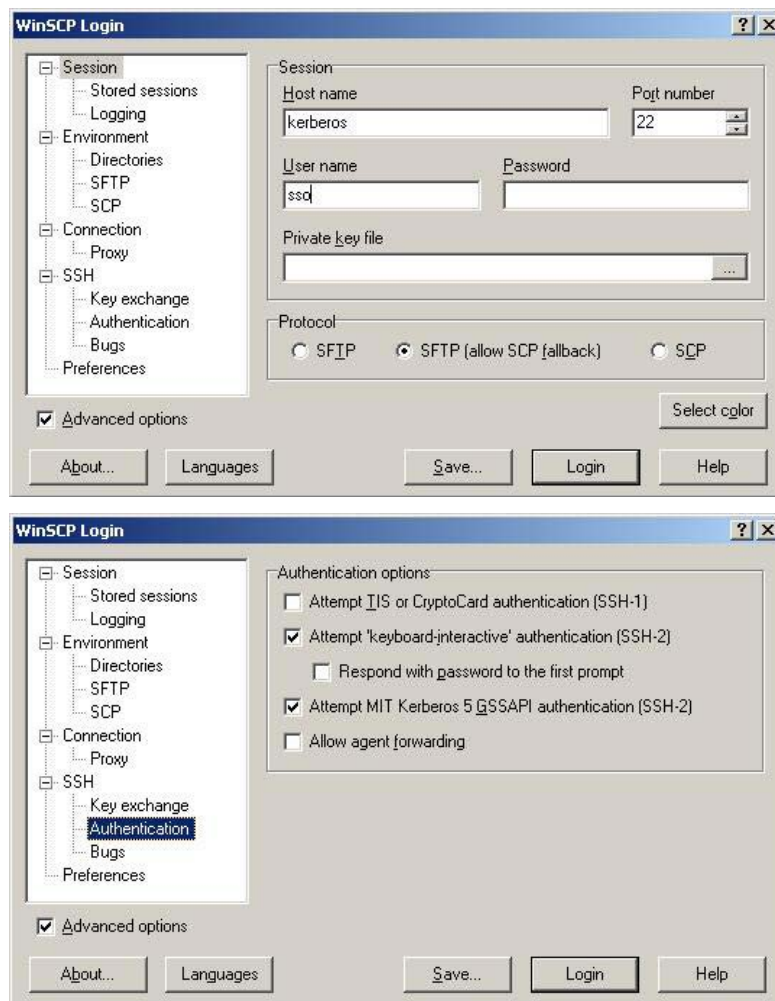 WinSCP Login
Session
Stored sessions
Logging
Environment
Directories
SFTP
SCP
Connection
Proxy
SSH
Key exchange
Authentication
Bugs
Preferences
Advanced options
Session
Host name Port number
kerberos 22
User name Password
sso
Private key file
...
Protocol
SFTP SFTP (allow SCP fallback) SCP
Select color
About... Languages Save... Login Help
WinSCP Login
Session
Stored sessions
Logging
Environment
Directories
SFTP
SCP
Connection
Proxy
SSH
Key exchange
Authentication
Bugs
Preferences
Advanced options
Authentication options
Attempt TIS or CryptoCard authentication (SSH-1)
Attempt 'keyboard-interactive' authentication (SSH-2)
Respond with password to the first prompt
Attempt MIT Kerberos 5 GSSAPI authentication (SSH-2)
Allow agent forwarding
About... Languages Save... Login Help